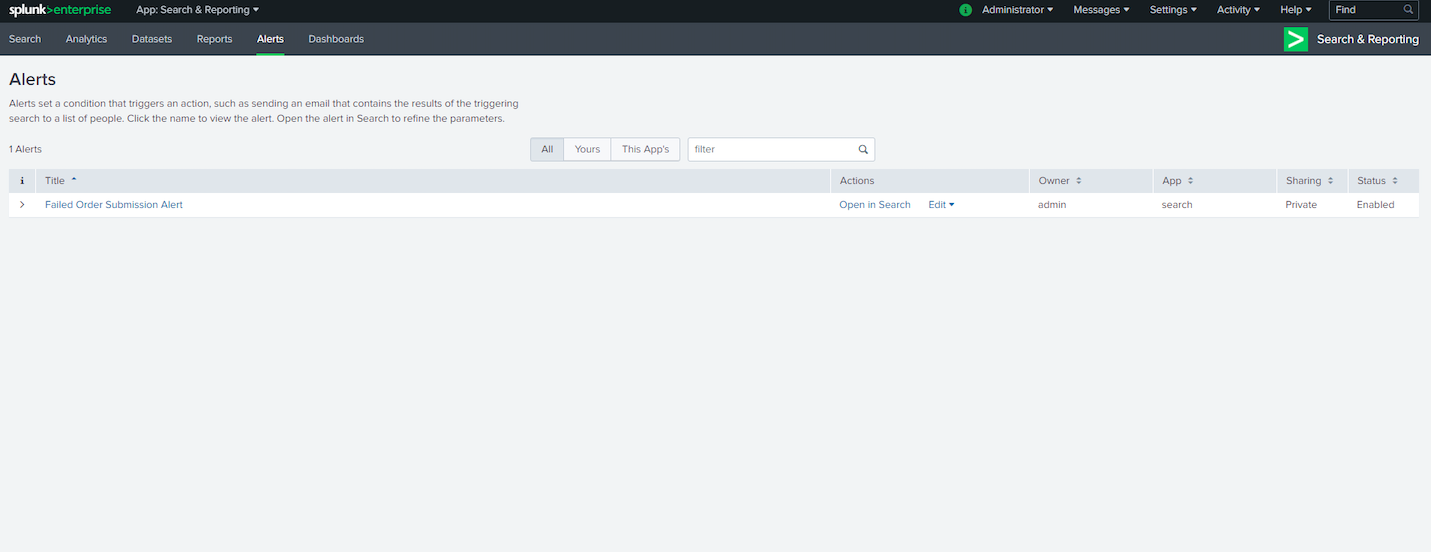 splunk>enterprise App: Search & Reporting i Administrator Messages Settings Activity Help Find
Search Analytics Datasets Reports Alerts Dashboards > Search & Reporting
Alerts
Alerts set a condition that triggers an action, such as sending an email that contains the results of the triggering
search to a list of people. Click the name to view the alert. Open the alert in Search to refine the parameters.
1 Alerts All Yours This App's filter
i Title Actions Owner App Sharing Status
> Failed Order Submission Alert Open in Search Edit admin search Private Enabled